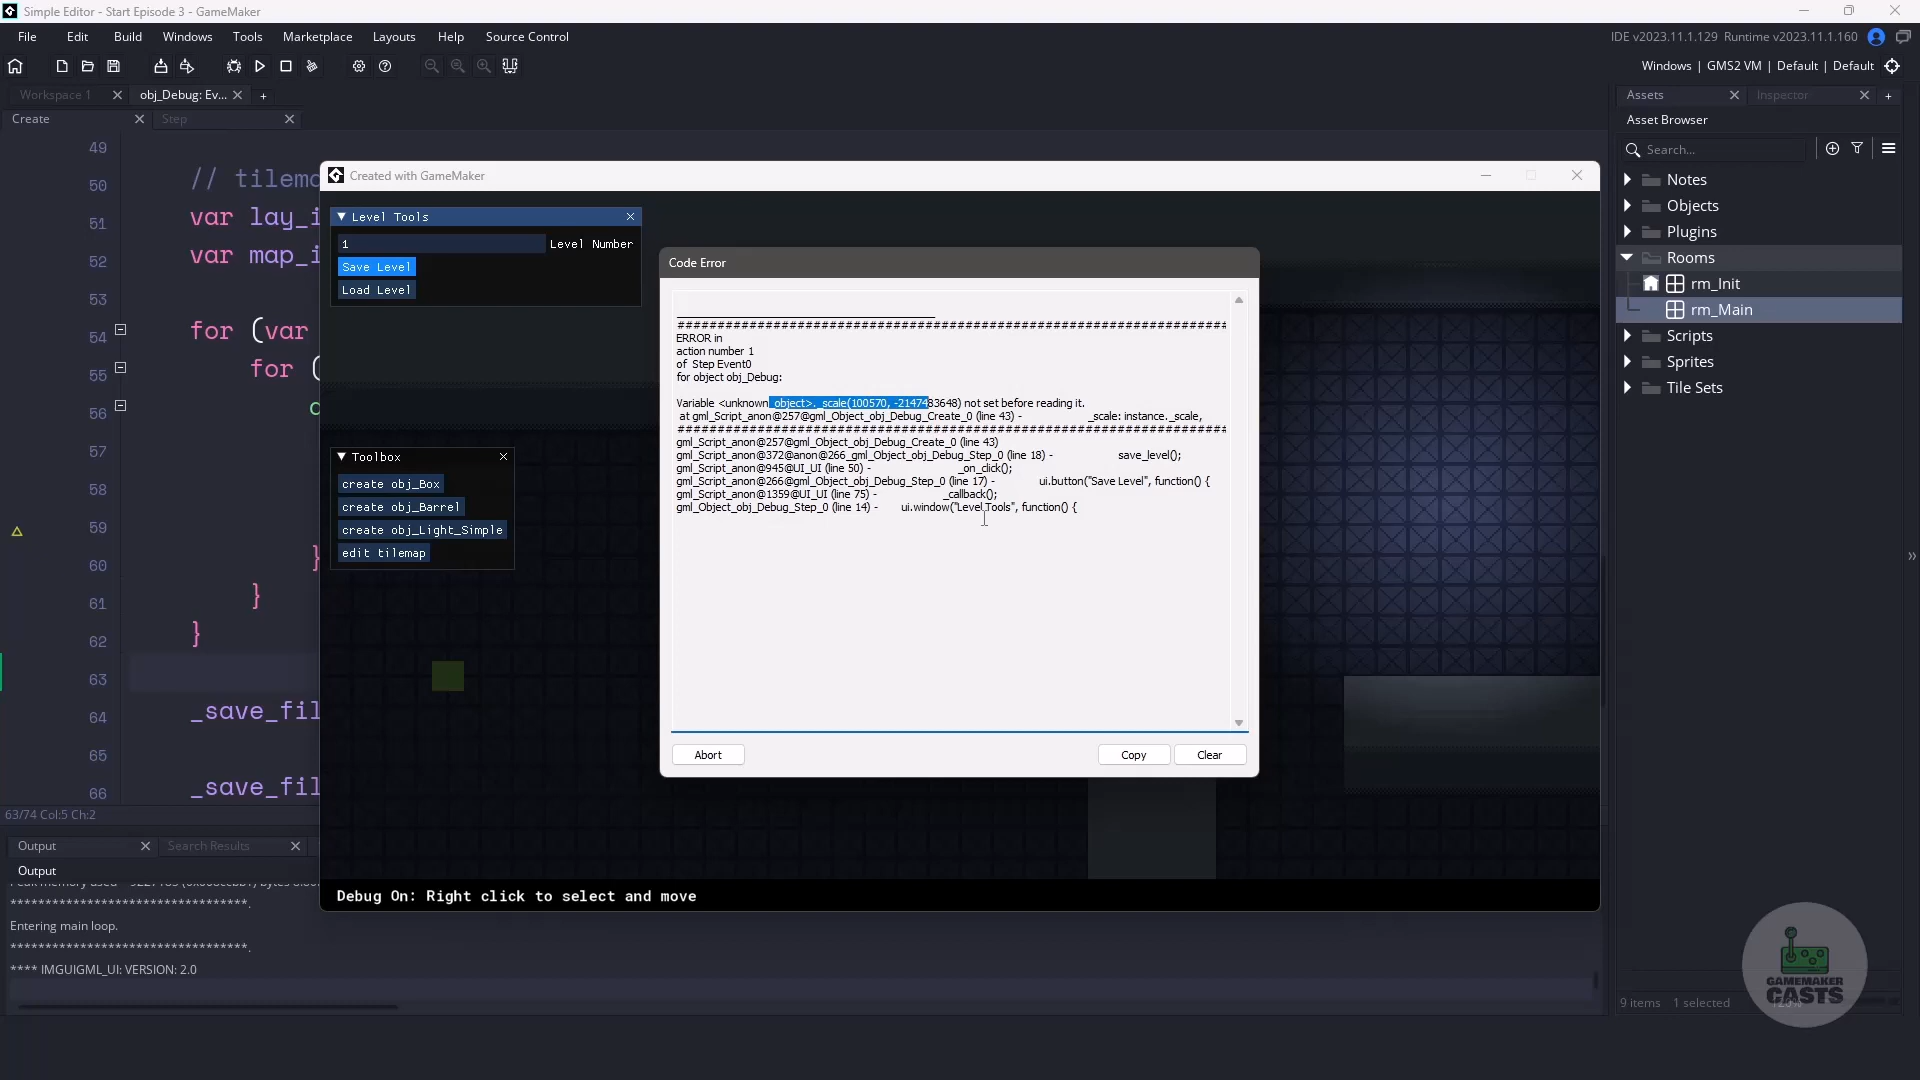 Simple Editor - Start Episode 3 - GameMaker
File Edit Build Windows Tools Marketplace Layouts Help Source Control
IDE v2023.11.1.129 Runtime v2023.11.1.160
Windows | GMS2 VM | Default | Default
Workspace 1
obj_Debug: Ev...
Create
Step
49
50 // tilema
51 var lay_i
52 var map_i
53
54 for (var
55 for (
56
57
58
59
60 }
61 }
62 }
63
64 _save_fil
65
66 _save_fil
63/74 Col:5 Ch:2
Output
Search Results
Output
*********************************.
Entering main loop.
*********************************.
**** IMGUIGML_UI: VERSION: 2.0
Created with GameMaker
Level Tools
1 Level Number
Save Level
Load Level
Toolbox
create obj_Box
create obj_Barrel
create obj_Light_Simple
edit tilemap
Debug On: Right click to select and move
Code Error
ERROR in
action number 1
of Step Event0
for object obj_Debug:
Variable <unknown_object>._scale(100570, -2147483648) not set before reading it.
at gml_Script_anon@257@gml_Object_obj_Debug_Create_0 (line 43) - _scale: instance._scale,
gml_Script_anon@257@gml_Object_obj_Debug_Create_0 (line 43)
gml_Script_anon@372@anon@266_gml_Object_obj_Debug_Step_0 (line 18) - save_level();
gml_Script_anon@945@UI_UI (line 50) - _on_click();
gml_Script_anon@266@gml_Object_obj_Debug_Step_0 (line 17) - ui.button("Save Level", function() {
gml_Script_anon@1359@UI_UI (line 75) - _callback();
gml_Object_obj_Debug_Step_0 (line 14) - ui.window("Level Tools", function() {
Abort
Copy
Clear
Assets
Inspector
Asset Browser
Search...
Notes
Objects
Plugins
Rooms
rm_Init
rm_Main
Scripts
Sprites
Tile Sets
9 items 1 selected
GAMEMAKER
CASTS